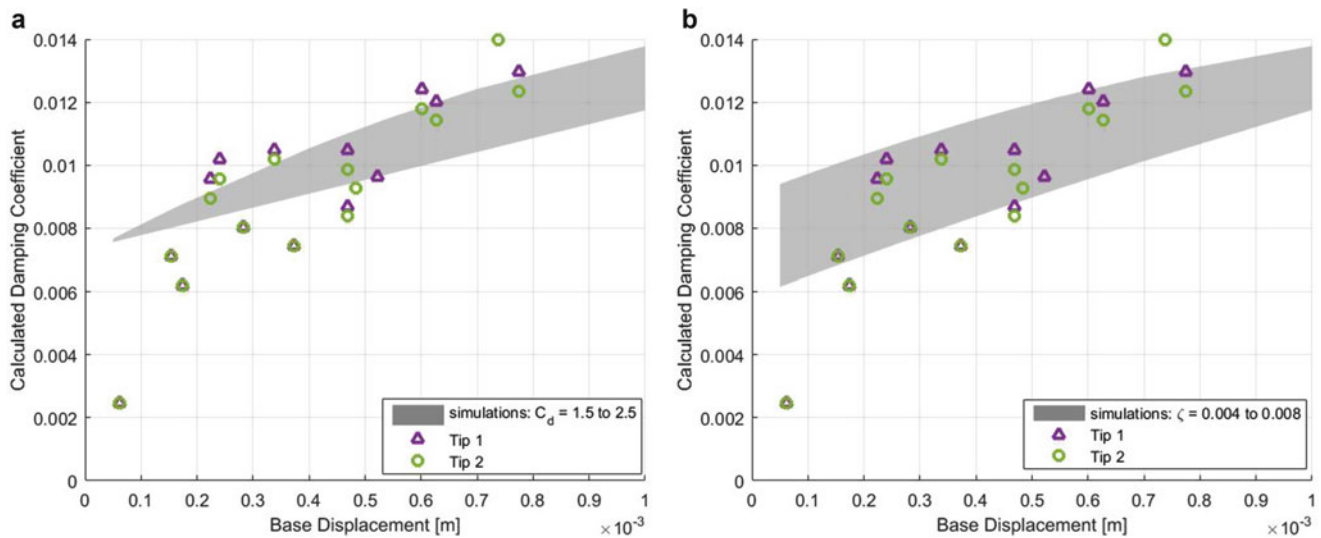 a
Calculated Damping Coefficient
0.014
0.012
0.01
0.008
0.006
0.004
0.002
0
simulations: C_d = 1.5 to 2.5
Tip 1
Tip 2
0 0.1 0.2 0.3 0.4 0.5 0.6 0.7 0.8 0.9 1
Base Displacement [m]
×10⁻³
b
Calculated Damping Coefficient
0.014
0.012
0.01
0.008
0.006
0.004
0.002
0
simulations: ζ = 0.004 to 0.008
Tip 1
Tip 2
0 0.1 0.2 0.3 0.4 0.5 0.6 0.7 0.8 0.9 1
Base Displacement [m]
×10⁻³